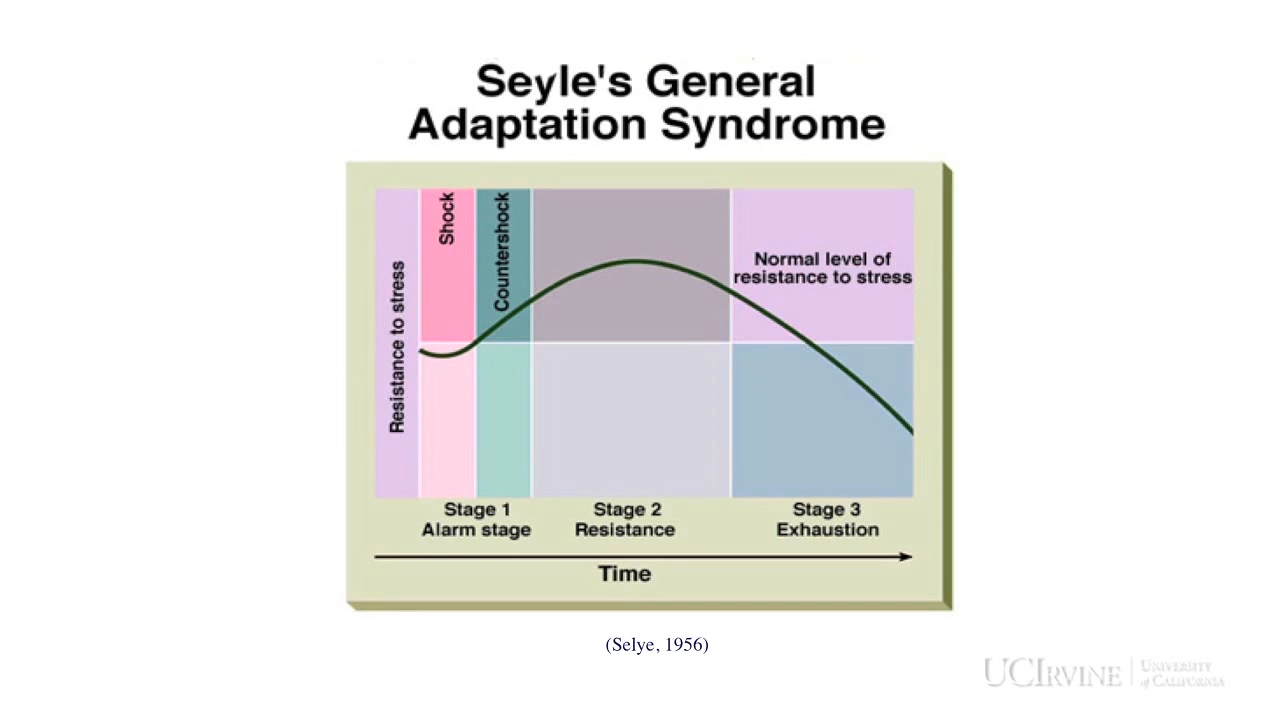 Seyle's General
Adaptation Syndrome
Resistance to stress
Shock
Countershock
Normal level of
resistance to stress
Stage 1
Alarm stage
Stage 2
Resistance
Stage 3
Exhaustion
Time
(Selye, 1956)
UCIRVINE
UNIVERSITY
of CALIFORNIA